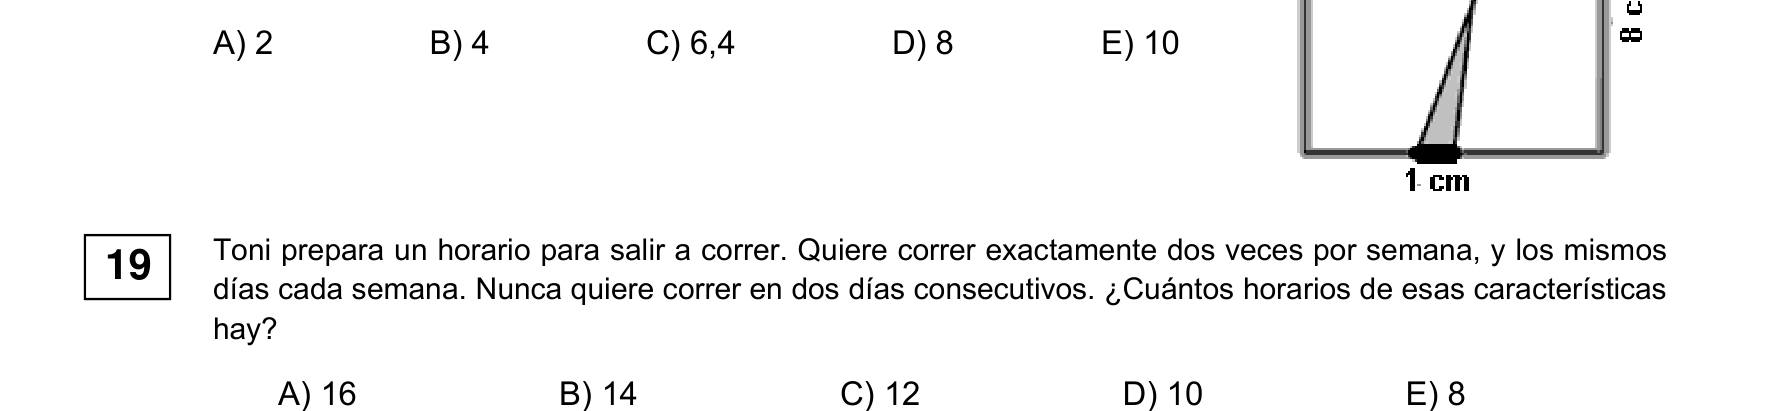 A) 2 B) 4 C) 6,4 D) 8 E) 10
8 c
1 cm
19
Toni prepara un horario para salir a correr. Quiere correr exactamente dos veces por semana, y los mismos
días cada semana. Nunca quiere correr en dos días consecutivos. ¿Cuántos horarios de esas características
hay?
A) 16 B) 14 C) 12 D) 10 E) 8